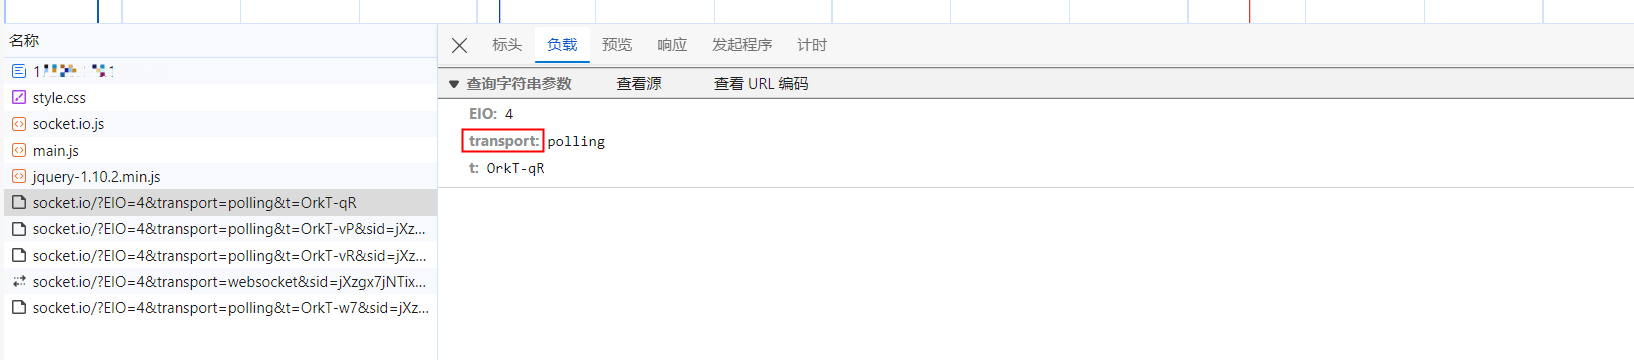 名称
style.css
socket.io.js
main.js
jquery-1.10.2.min.js
socket.io/?EIO=4&transport=polling&t=OrkT-qR
socket.io/?EIO=4&transport=polling&t=OrkT-vP&sid=jXz...
socket.io/?EIO=4&transport=polling&t=OrkT-vR&sid=jXz...
socket.io/?EIO=4&transport=websocket&sid=jXzgx7jNTix...
socket.io/?EIO=4&transport=polling&t=OrkT-w7&sid=jXz...
标头 负载 预览 响应 发起程序 计时
查询字符串参数 查看源 查看 URL 编码
EIO: 4
transport: polling
t: OrkT-qR